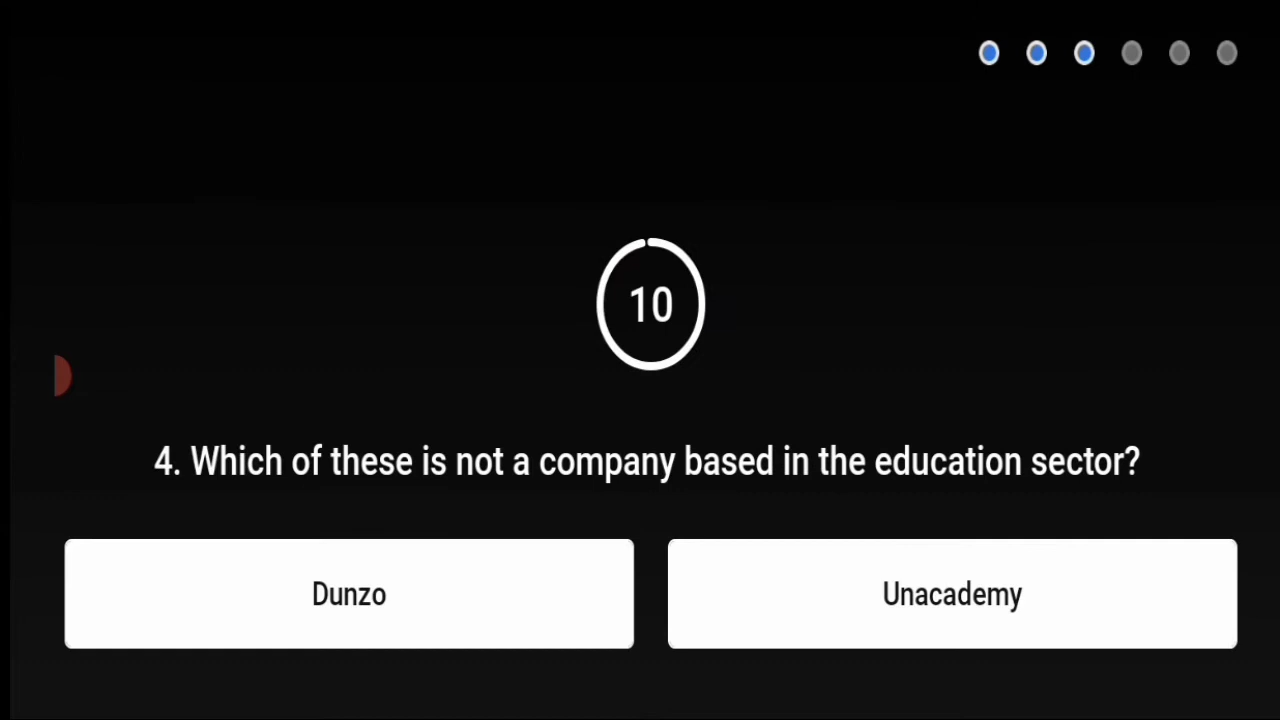 10
4. Which of these is not a company based in the education sector?
Dunzo
Unacademy